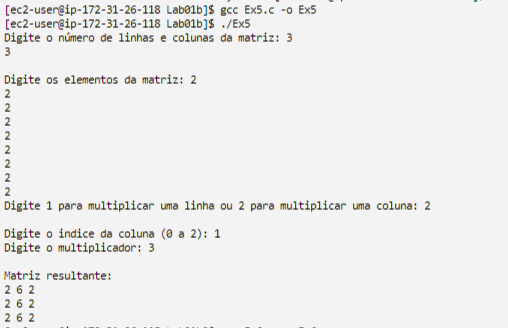 [ec2-user@ip-172-31-26-118 Lab01b]$ gcc Ex5.c -o Ex5
[ec2-user@ip-172-31-26-118 Lab01b]$ ./Ex5
Digite o número de linhas e colunas da matriz: 3
3
Digite os elementos da matriz: 2
2
2
2
2
2
2
2
2
Digite 1 para multiplicar uma linha ou 2 para multiplicar uma coluna: 2
Digite o indice da coluna (0 a 2): 1
Digite o multiplicador: 3
Matriz resultante:
2 6 2
2 6 2
2 6 2